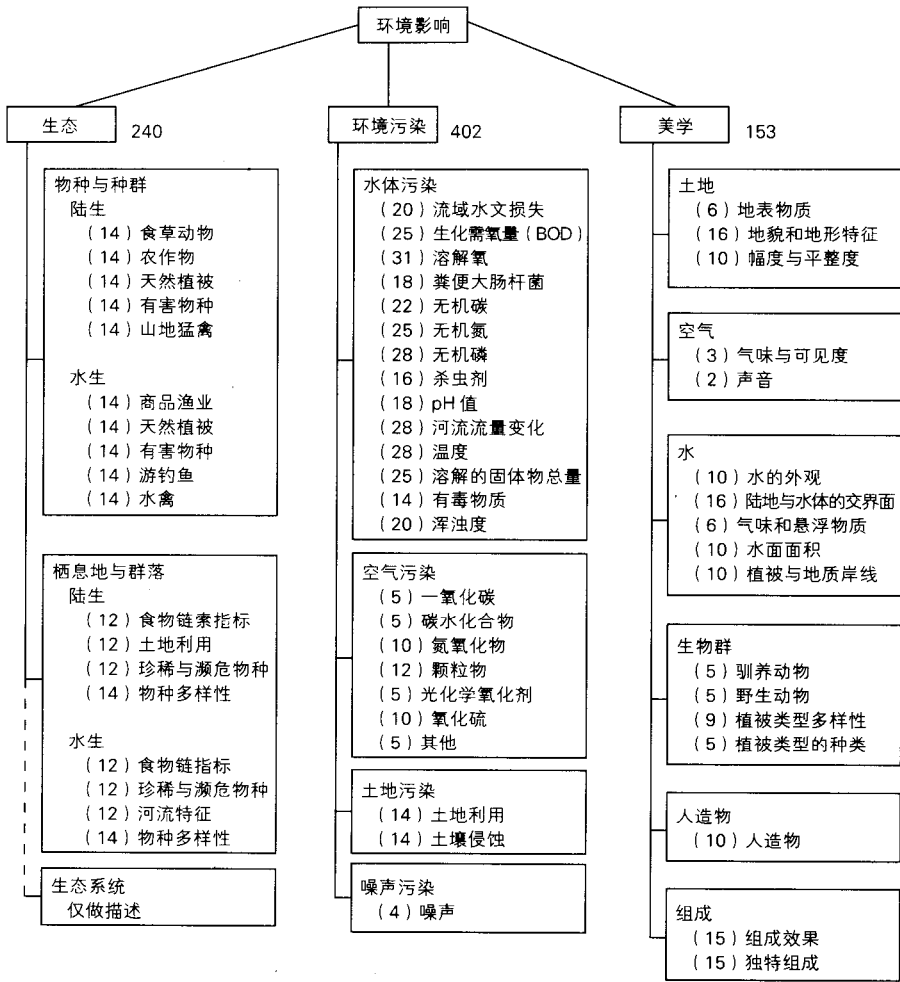 环境影响
生态
240
物种与种群
陆生
(14)食草动物
(14)农作物
(14)天然植被
(14)有害物种
(14)山地猛禽
水生
(14)商品渔业
(14)天然植被
(14)有害物种
(14)游钓鱼
(14)水禽
栖息地与群落
陆生
(12)食物链素指标
(12)土地利用
(12)珍稀与濒危物种
(14)物种多样性
水生
(12)食物链指标
(12)珍稀与濒危物种
(12)河流特征
(14)物种多样性
生态系统
仅做描述
环境污染
402
水体污染
(20)流域水文损失
(25)生化需氧量(BOD)
(31)溶解氧
(18)粪便大肠杆菌
(22)无机碳
(25)无机氮
(28)无机磷
(16)杀虫剂
(18)pH值
(28)河流流量变化
(28)温度
(25)溶解的固体物总量
(14)有毒物质
(20)浑浊度
空气污染
(5)一氧化碳
(5)碳水化合物
(10)氮氧化物
(12)颗粒物
(5)光化学氧化剂
(10)氧化硫
(5)其他
土地污染
(14)土地利用
(14)土壤侵蚀
噪声污染
(4)噪声
美学
153
土地
(6)地表物质
(16)地貌和地形特征
(10)幅度与平整度
空气
(3)气味与可见度
(2)声音
水
(10)水的外观
(16)陆地与水体的交界面
(6)气味和悬浮物质
(10)水面面积
(10)植被与地质岸线
生物群
(5)驯养动物
(5)野生动物
(9)植被类型多样性
(5)植被类型的种类
人造物
(10)人造物
组成
(15)组成效果
(15)独特组成